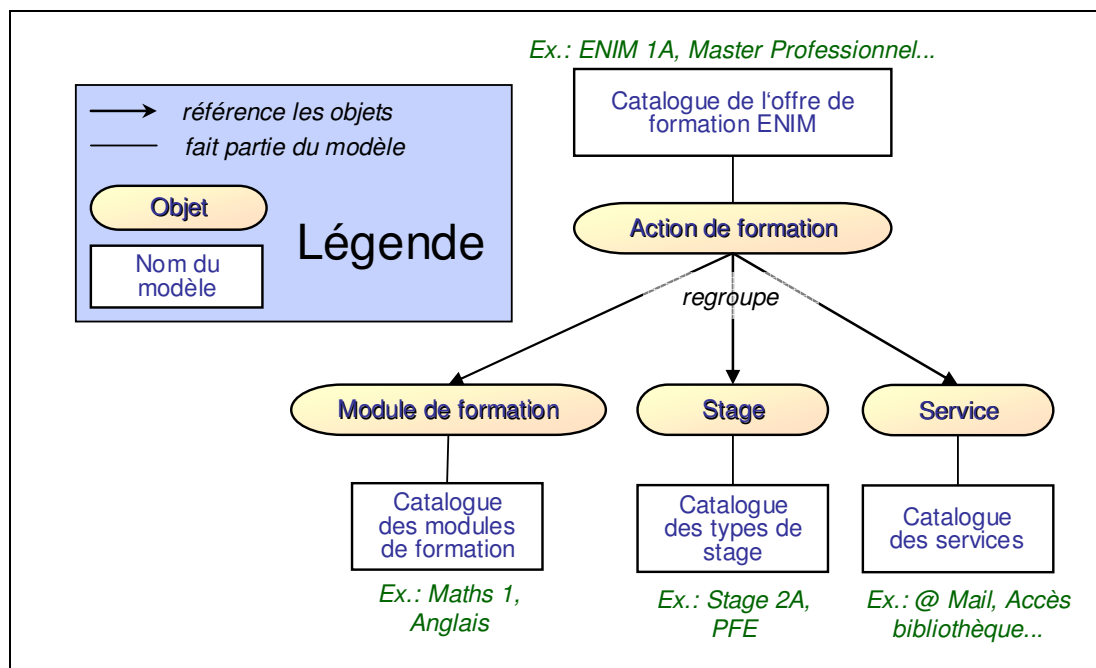 Ex.: ENIM 1A, Master Professionnel...
Catalogue de l'offre de
formation ENIM
référence les objets
fait partie du modèle
Objet
Nom du
modèle
Légende
Action de formation
regroupe
Module de formation
Stage
Service
Catalogue
des modules
de formation
Catalogue
des types de
stage
Catalogue
des services
Ex.: Maths 1,
Anglais
Ex.: Stage 2A,
PFE
Ex.: @ Mail, Accès
bibliothèque...